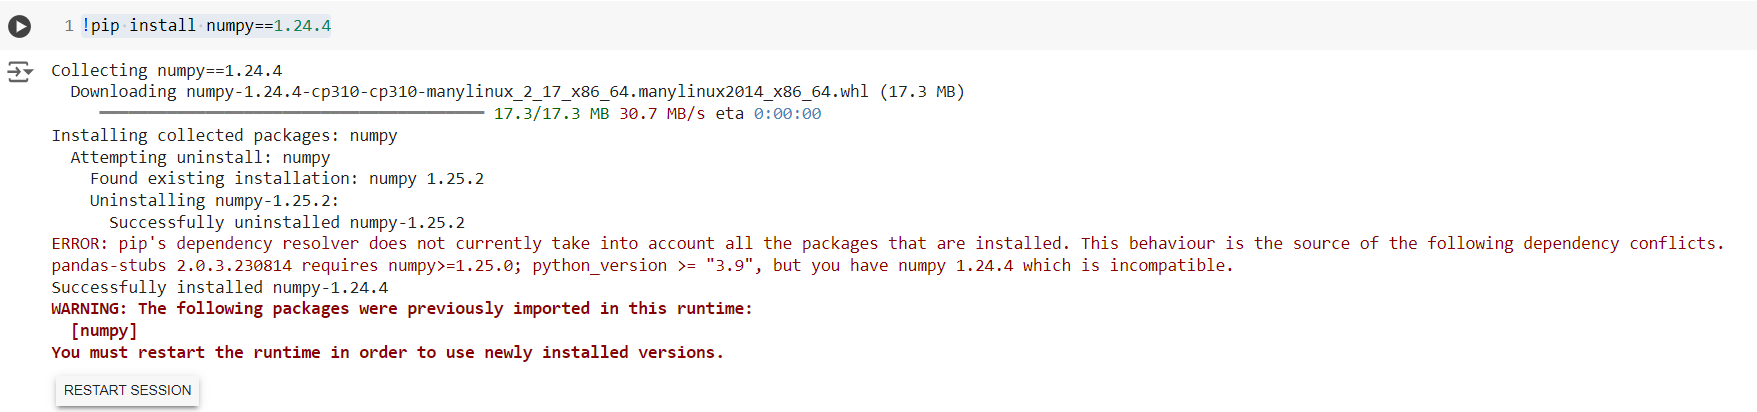 1 !pip install numpy==1.24.4
Collecting numpy==1.24.4
Downloading numpy-1.24.4-cp310-cp310-manylinux_2_17_x86_64.manylinux2014_x86_64.whl (17.3 MB)
17.3/17.3 MB 30.7 MB/s eta 0:00:00
Installing collected packages: numpy
Attempting uninstall: numpy
Found existing installation: numpy 1.25.2
Uninstalling numpy-1.25.2:
Successfully uninstalled numpy-1.25.2
ERROR: pip's dependency resolver does not currently take into account all the packages that are installed. This behaviour is the source of the following dependency conflicts.
pandas-stubs 2.0.3.230814 requires numpy>=1.25.0; python_version >= "3.9", but you have numpy 1.24.4 which is incompatible.
Successfully installed numpy-1.24.4
WARNING: The following packages were previously imported in this runtime:
[numpy]
You must restart the runtime in order to use newly installed versions.
RESTART SESSION